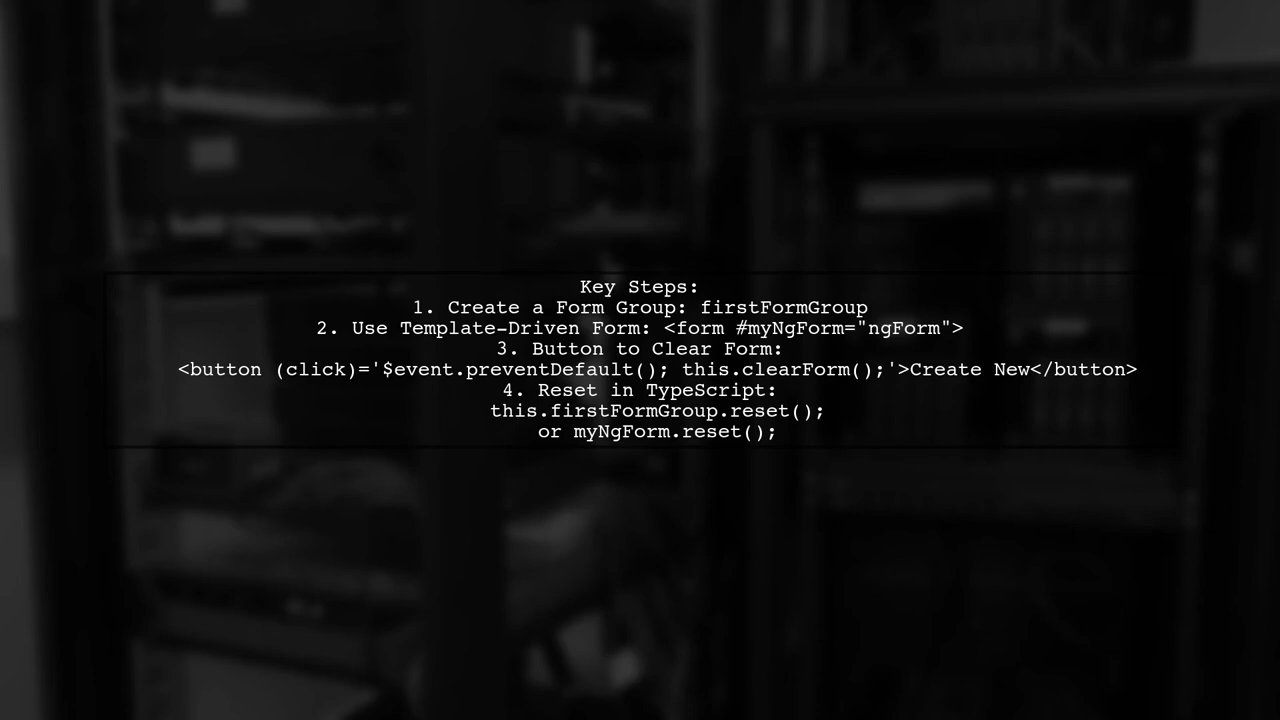 Key Steps:
1. Create a Form Group: firstFormGroup
2. Use Template-Driven Form: <form #myNgForm="ngForm">
3. Button to Clear Form:
<button (click)='$event.preventDefault(); this.clearForm();'>Create New</button>
4. Reset in TypeScript:
this.firstFormGroup.reset();
or myNgForm.reset();